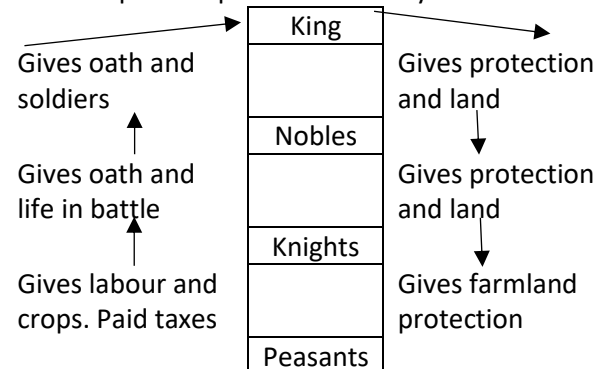 King
Gives oath and
soldiers
Gives protection
and land
Nobles
Gives oath and
life in battle
Gives protection
and land
Knights
Gives labour and
crops. Paid taxes
Gives farmland
protection
Peasants